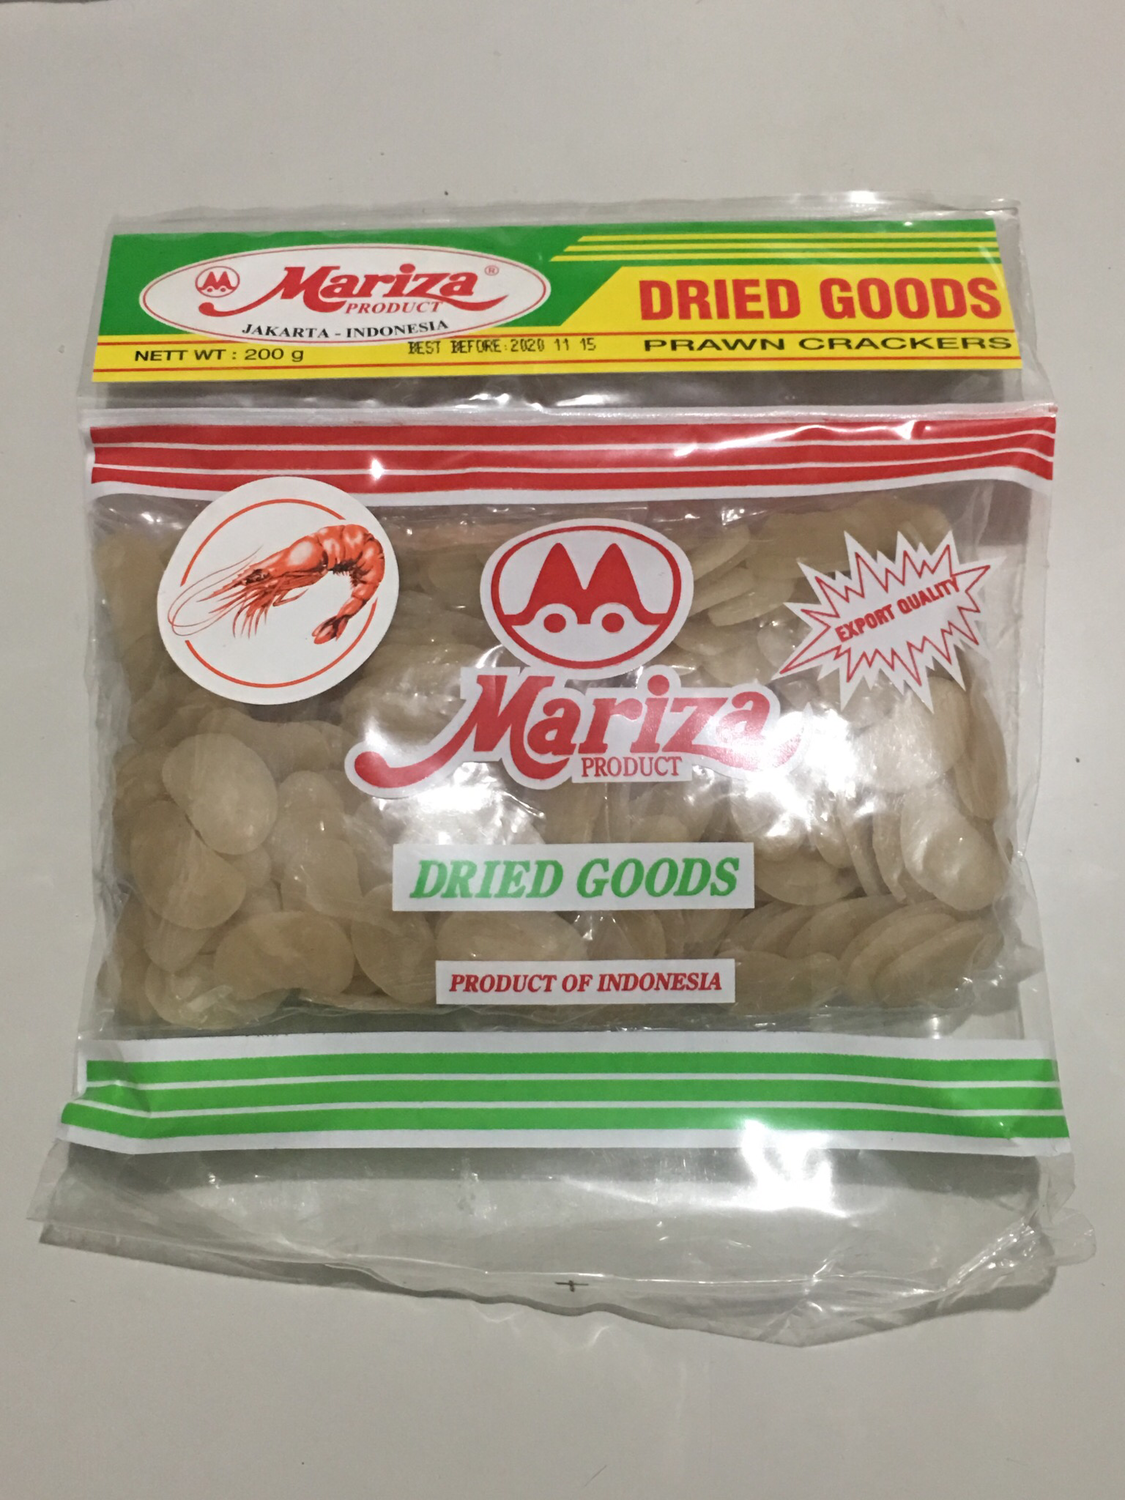 Mariza®
PRODUCT
JAKARTA - INDONESIA
DRIED GOODS
NETT WT : 200 g
BEST BEFORE:2020 11 15
PRAWN CRACKERS
EXPORT QUALITY
Mariza
PRODUCT
DRIED GOODS
PRODUCT OF INDONESIA